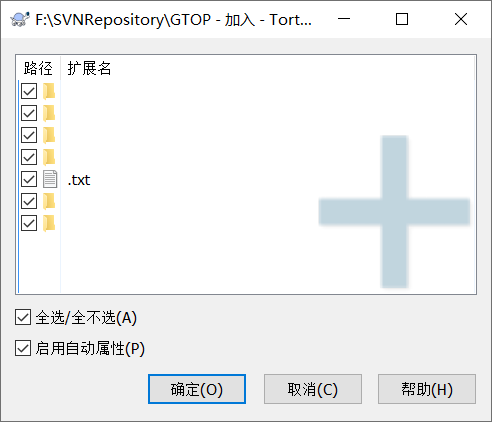 F:\SVNRepository\GTOP - 加入 - Tort...
路径 扩展名
.txt
全选/全不选(A)
启用自动属性(P)
确定(O) 取消(C) 帮助(H)